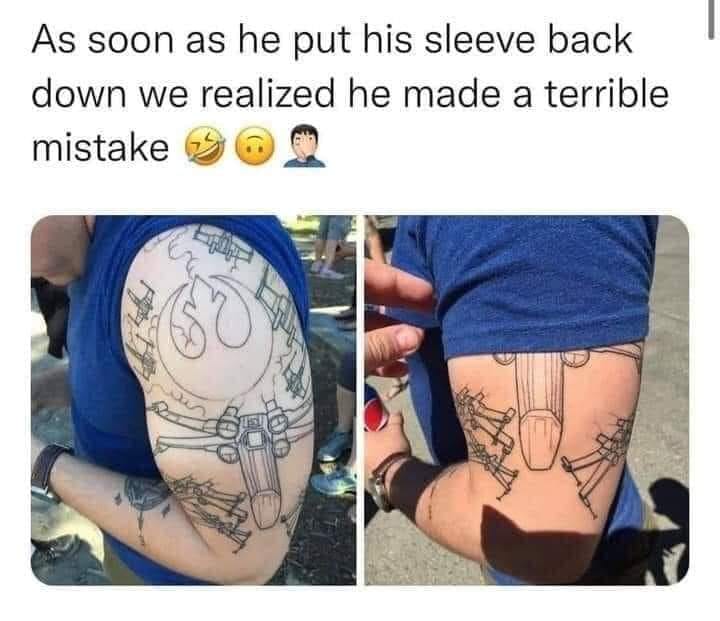 As soon as he put his sleeve back
down we realized he made a terrible
mistake 🤣🙃🤦🏻‍♂️